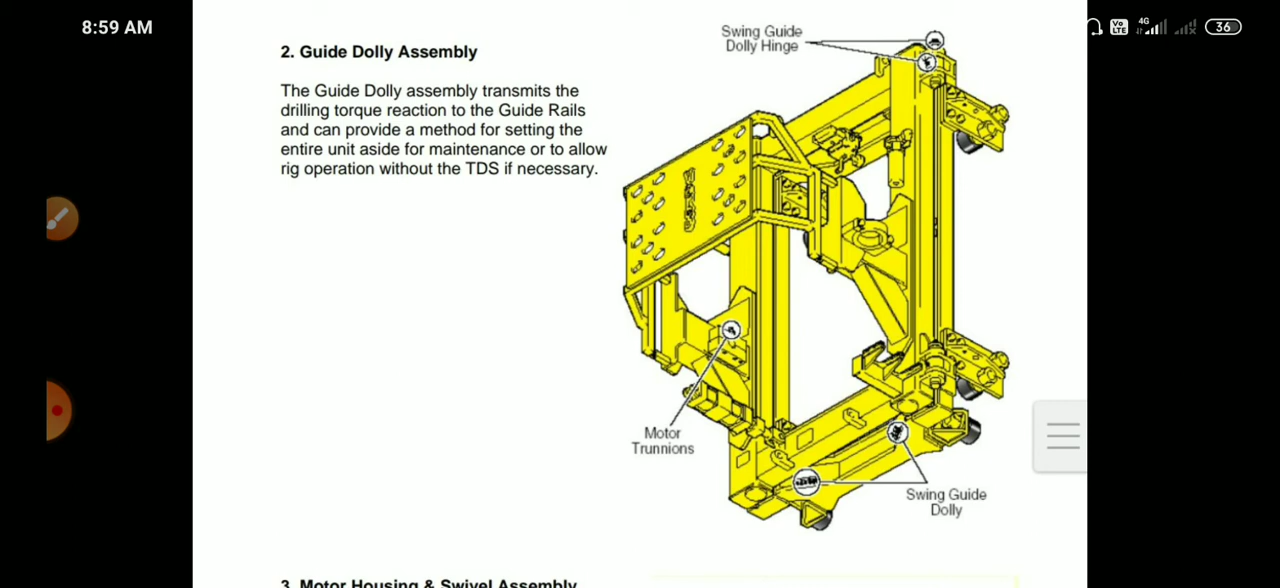 8:59 AM
Vo
LTE
4G
36
2. Guide Dolly Assembly
The Guide Dolly assembly transmits the
drilling torque reaction to the Guide Rails
and can provide a method for setting the
entire unit aside for maintenance or to allow
rig operation without the TDS if necessary.
Swing Guide
Dolly Hinge
Motor
Trunnions
Swing Guide
Dolly
3. Motor Housing & Swivel Assembly